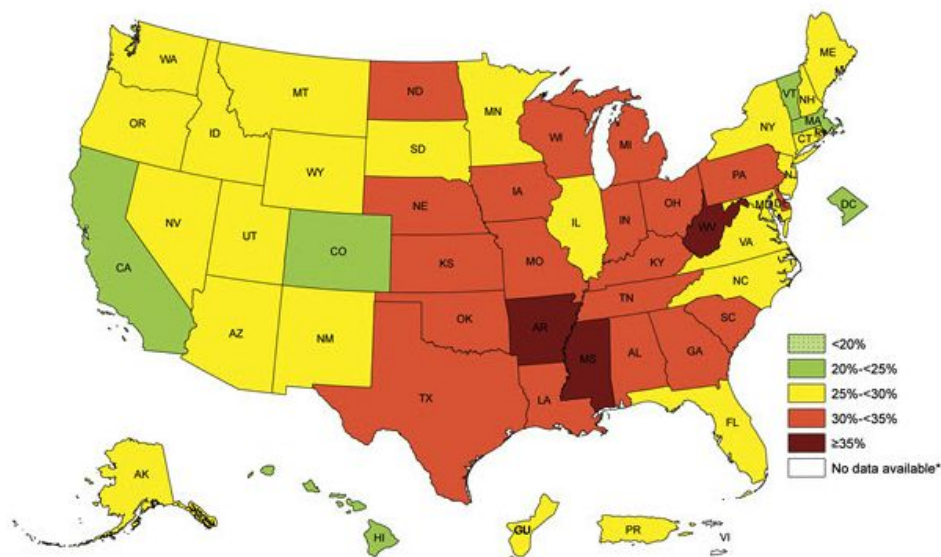 WA
MT
ND
MN
ME
VT
NH
OR
ID
SD
WI
MI
NY
MA
CT
WY
NE
IA
PA
NJ
NV
UT
CO
KS
MO
IL
IN
OH
WV
MD
DE
DC
CA
VA
KY
NC
AZ
NM
OK
AR
TN
SC
TX
LA
MS
AL
GA
FL
AK
HI
GU
PR
VI
<20%
20%-<25%
25%-<30%
30%-<35%
≥35%
No data available*